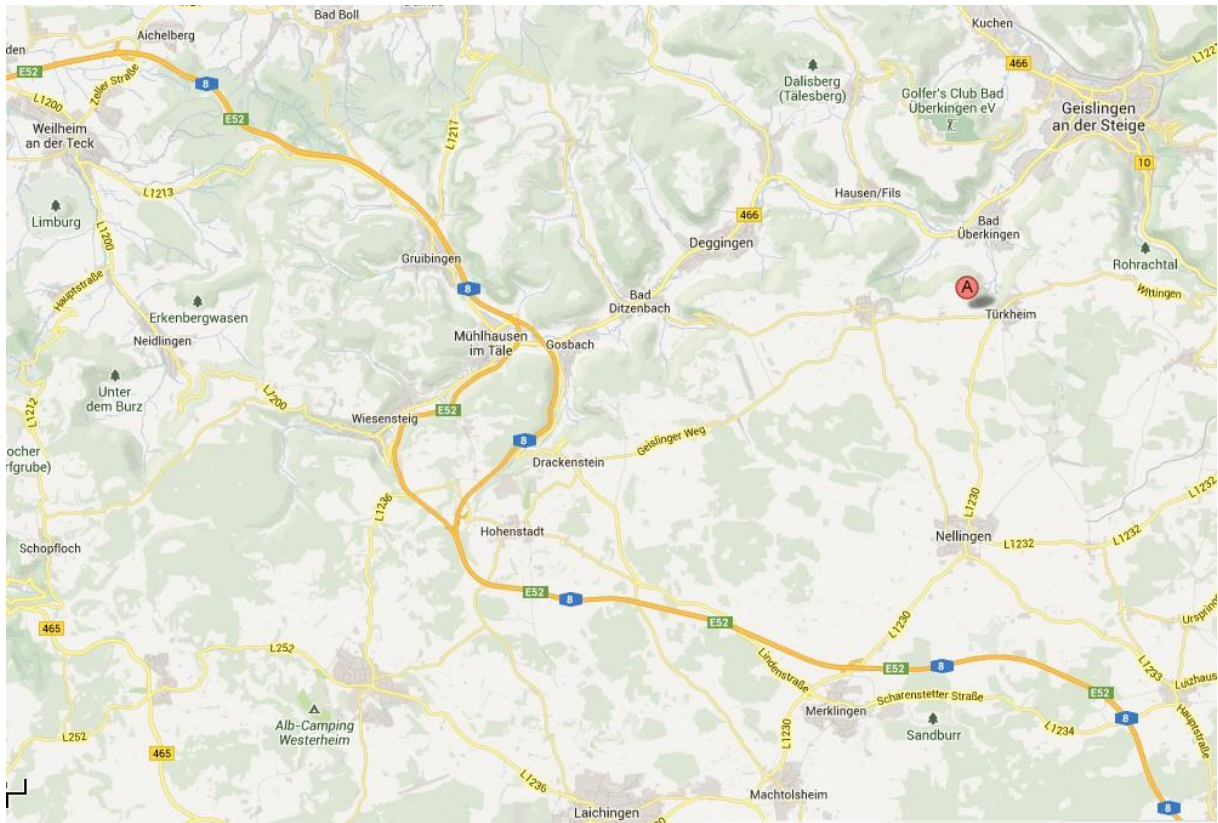 Bad Boll
Aichelberg
Kuchen
E52
8
466
L1221
Zeller Straße
L1200
E52
Dalisberg
(Tälesberg)
Golfer's Club Bad
Überkingen eV
Geislingen
an der Steige
Weilheim
an der Teck
L1217
10
L1213
Hausen/Fils
Limburg
L1200
466
Bad
Überkingen
Deggingen
Gruibingen
Rohrachtal
Hauptstraße
8
A
Wittingen
Erkenbergwasen
Bad
Ditzenbach
Türkheim
Neidlingen
Mühlhausen
im Täle
Gosbach
Unter
dem Burz
L1200
L1212
Wiesensteig
E52
8
Geislinger Weg
ocher
rfgrube)
Drackenstein
L1236
L1230
L1232
Hohenstadt
Nellingen
L1232
L1232
Schopfloch
E52
8
465
E52
L1230
L252
Lindenstraße
E52
8
L1233
Luizhaus
E52
Merklingen
Scharenstetter Straße
8
Hauptstraße
Alb-Camping
Westerheim
L1230
Sandburr
L1234
L252
465
L1236
Machtolsheim
Laichingen
8